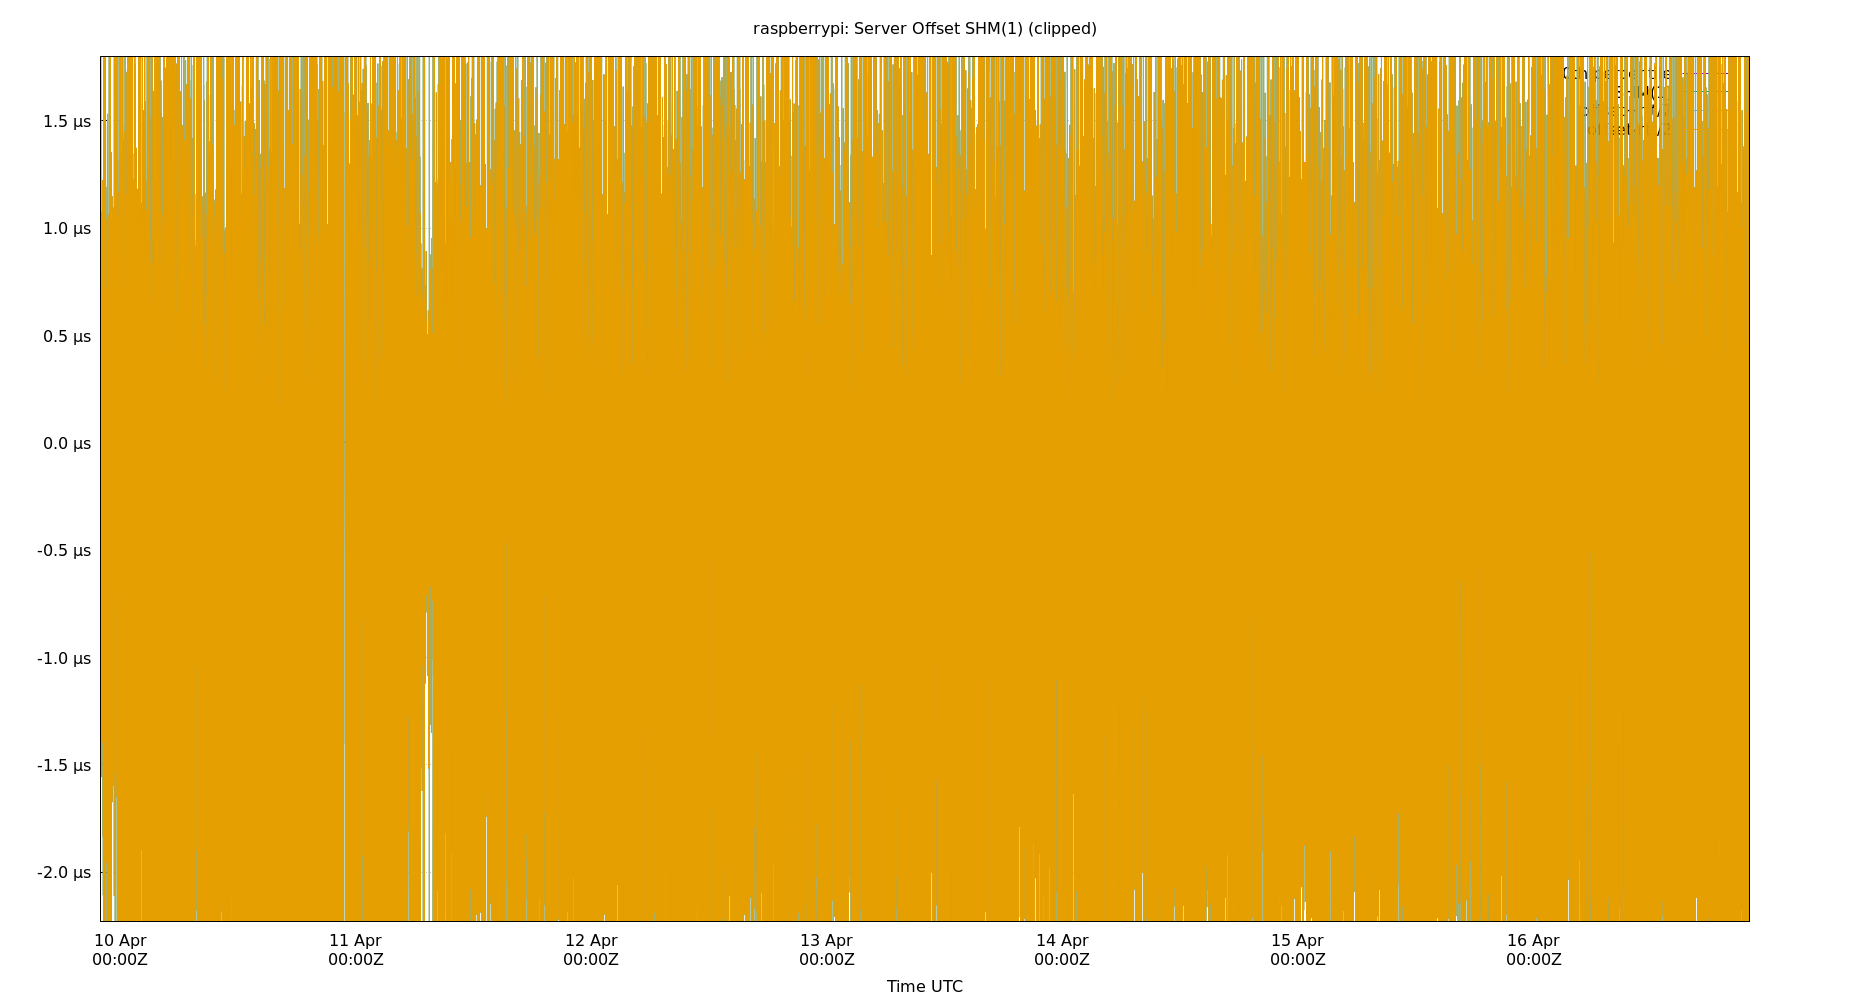 raspberrypi: Server Offset SHM(1) (clipped)
1.5 µs
1.0 µs
0.5 µs
0.0 µs
-0.5 µs
-1.0 µs
-1.5 µs
-2.0 µs
10 Apr 00:00Z
11 Apr 00:00Z
12 Apr 00:00Z
13 Apr 00:00Z
14 Apr 00:00Z
15 Apr 00:00Z
16 Apr 00:00Z
Time UTC